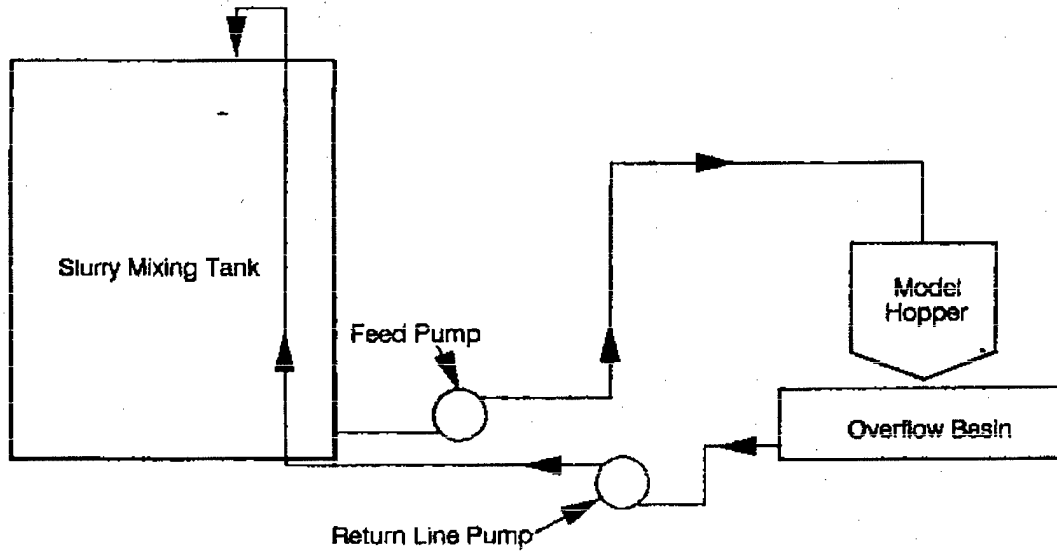 Slurry Mixing Tank
Feed Pump
Model
Hopper
Overflow Basin
Return Line Pump